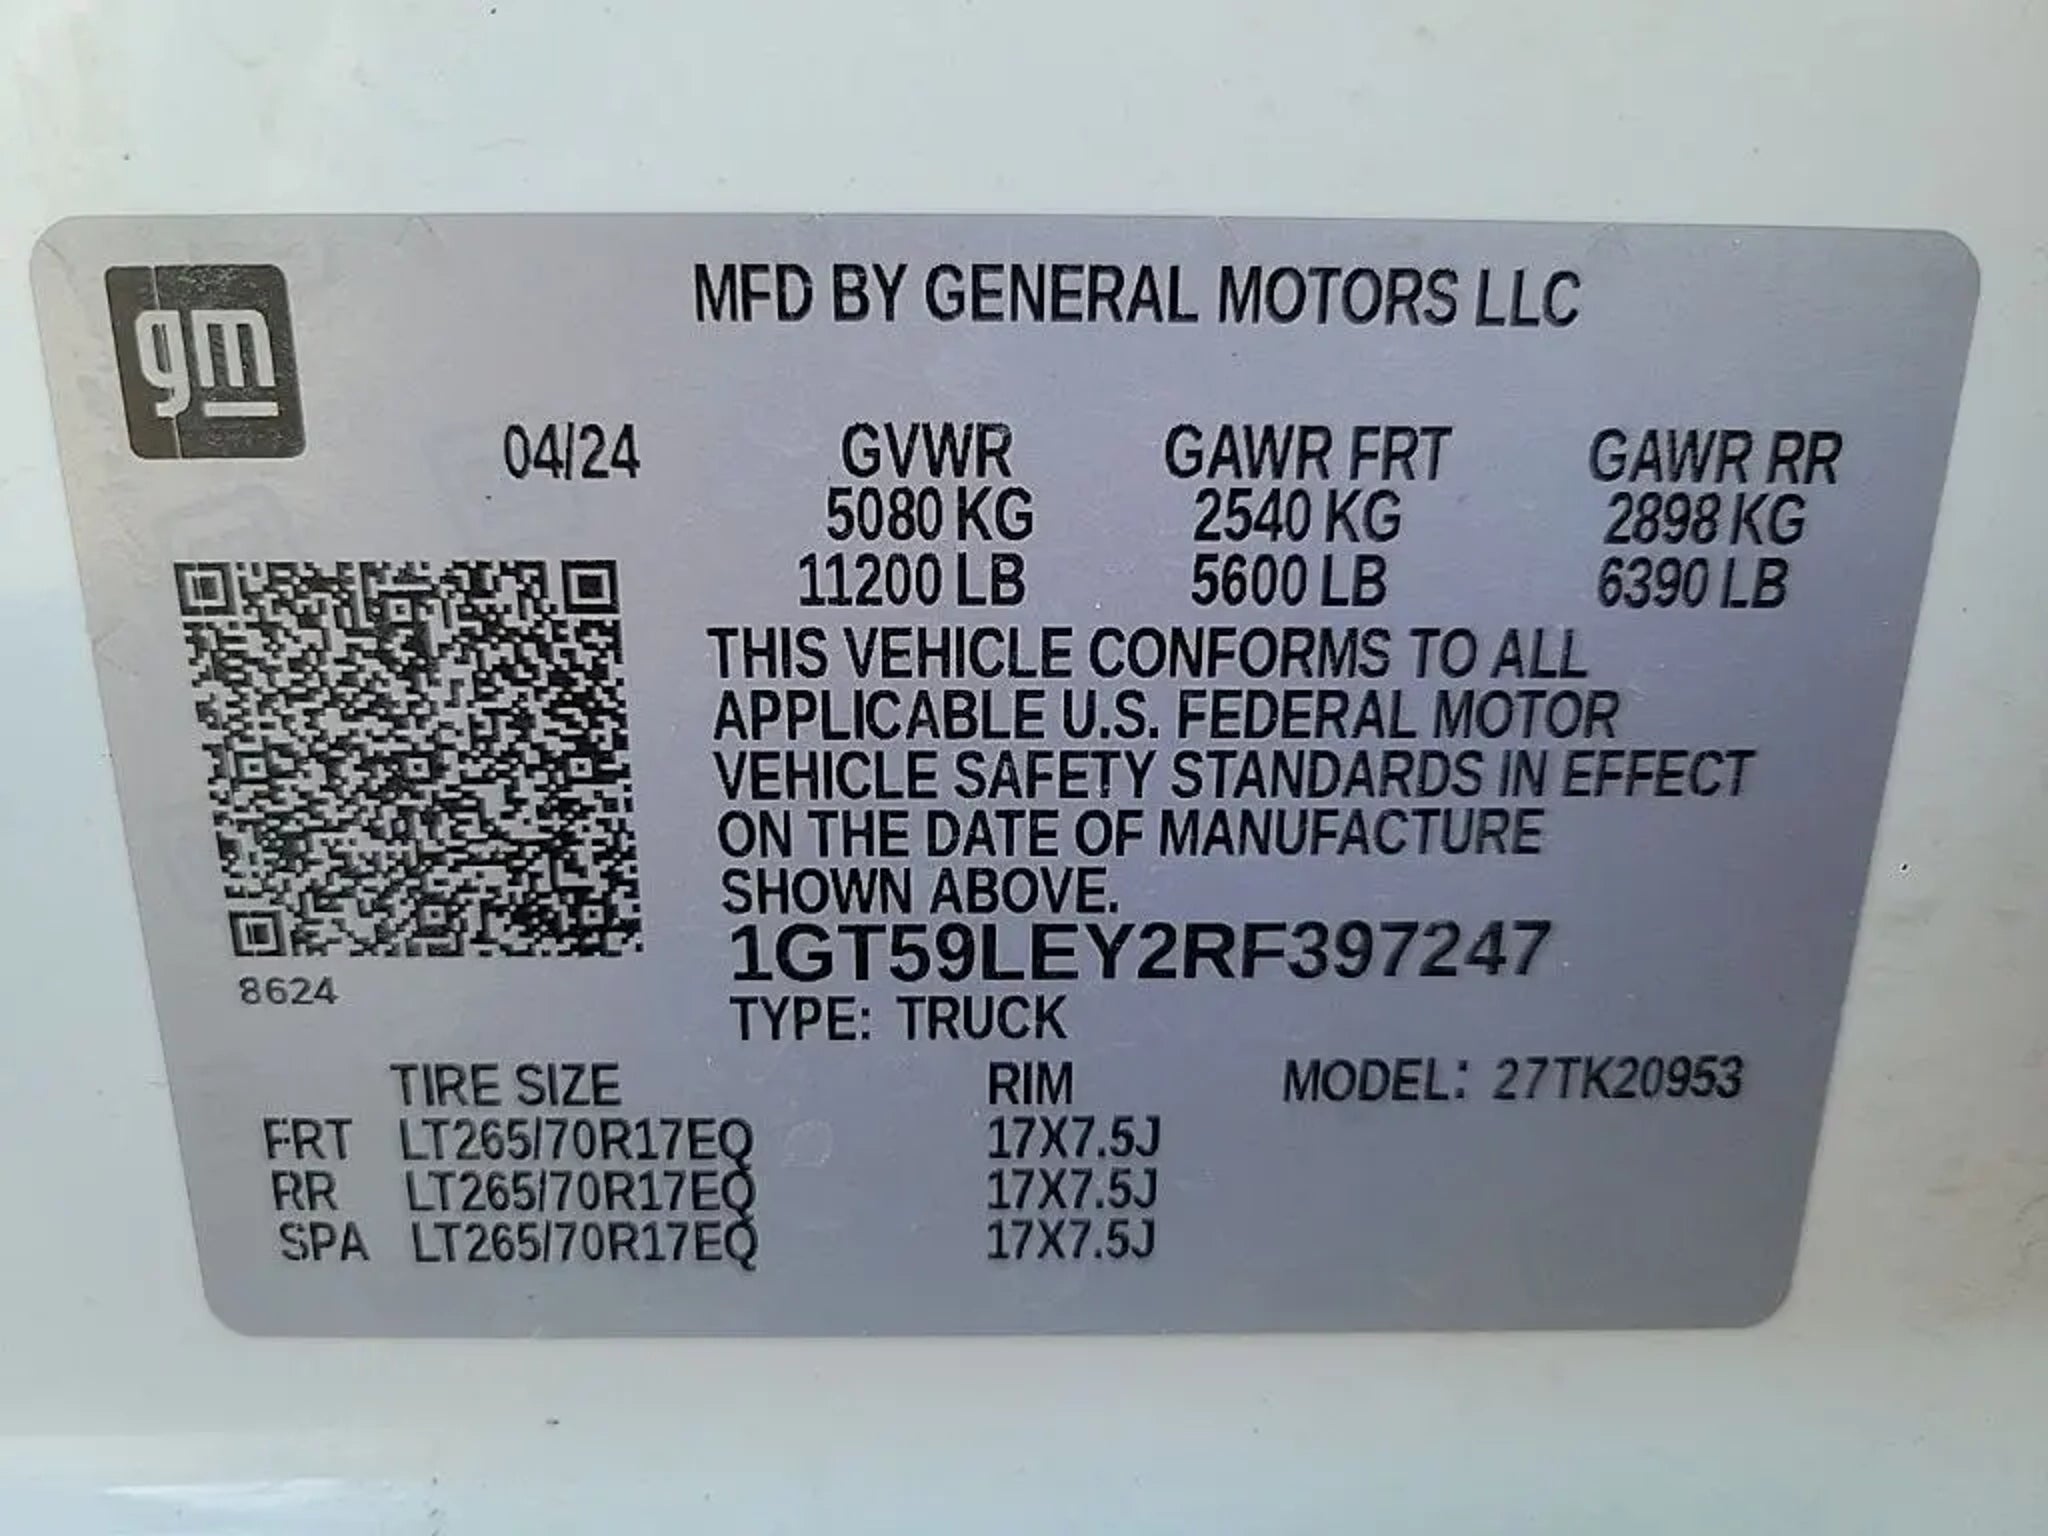 gm
MFD BY GENERAL MOTORS LLC
04/24 GVWR GAWR FRT GAWR RR
5080 KG 2540 KG 2898 KG
11200 LB 5600 LB 6390 LB
THIS VEHICLE CONFORMS TO ALL
APPLICABLE U.S. FEDERAL MOTOR
VEHICLE SAFETY STANDARDS IN EFFECT
ON THE DATE OF MANUFACTURE
SHOWN ABOVE.
1GT59LEY2RF397247
8624
TYPE: TRUCK
TIRE SIZE RIM MODEL: 27TK20953
FRT LT265/70R17EQ 17X7.5J
RR LT265/70R17EQ 17X7.5J
SPA LT265/70R17EQ 17X7.5J